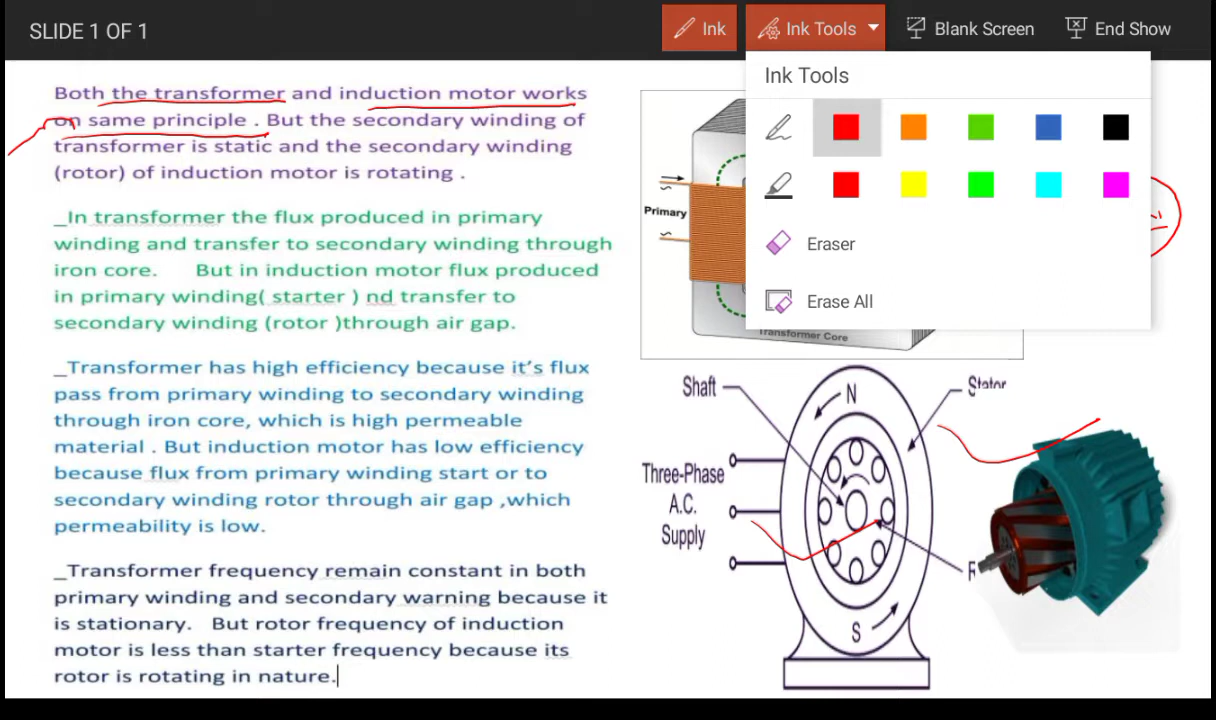 SLIDE 1 OF 1
Ink
Ink Tools
Blank Screen
End Show
Ink Tools
Eraser
Erase All
Both the transformer and induction motor works
on same principle . But the secondary winding of
transformer is static and the secondary winding
(rotor) of induction motor is rotating .
_In transformer the flux produced in primary
winding and transfer to secondary winding through
iron core. But in induction motor flux produced
in primary winding( starter ) nd transfer to
secondary winding (rotor )through air gap.
_Transformer has high efficiency because it’s flux
pass from primary winding to secondary winding
through iron core, which is high permeable
material . But induction motor has low efficiency
because flux from primary winding start or to
secondary winding rotor through air gap ,which
permeability is low.
_Transformer frequency remain constant in both
primary winding and secondary warning because it
is stationary. But rotor frequency of induction
motor is less than starter frequency because its
rotor is rotating in nature.
Primary
Transformer Core
Shaft
N
Stator
Three-Phase
A.C.
Supply
S